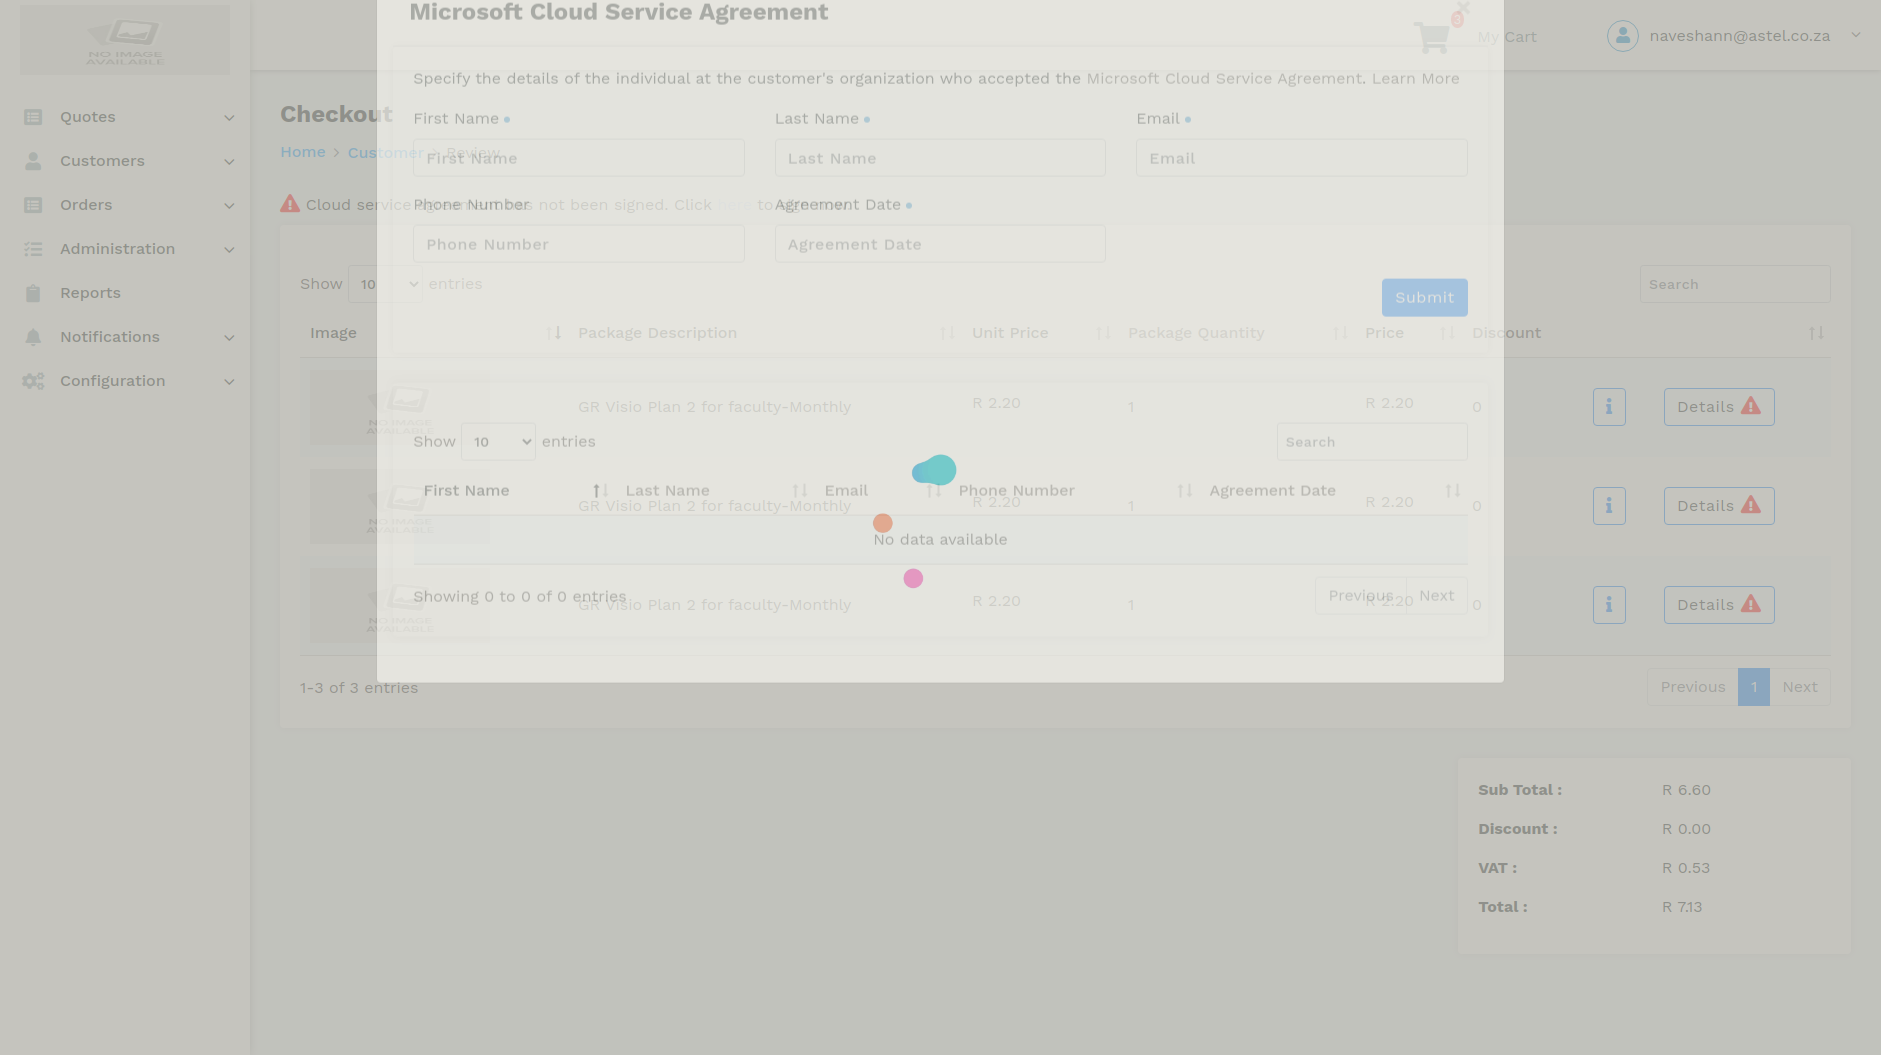 Microsoft Cloud Service Agreement
×
NO IMAGE
AVAILABLE
3
My Cart
naveshann@astel.co.za
Specify the details of the individual at the customer's organization who accepted the Microsoft Cloud Service Agreement. Learn More
Quotes
Customers
Orders
Administration
Reports
Notifications
Configuration
Checkout
Home > Customer > Review
First Name
Last Name
Email
First Name
Last Name
Email
Cloud service agreement has not been signed. Click to
Phone Number
Agreement Date
Phone Number
Agreement Date
Submit
Show 10 entries
Search
Image
Package Description
Unit Price
Package Quantity
Price
Discount
NO IMAGE
AVAILABLE
GR Visio Plan 2 for faculty-Monthly
R 2.20
1
R 2.20
0
i
Details
NO IMAGE
AVAILABLE
GR Visio Plan 2 for faculty-Monthly
R 2.20
1
R 2.20
0
i
Details
NO IMAGE
AVAILABLE
GR Visio Plan 2 for faculty-Monthly
R 2.20
1
R 2.20
0
i
Details
Show 10 entries
Search
First Name
Last Name
Email
Phone Number
Agreement Date
No data available
Showing 0 to 0 of 0 entries
Previous
Next
1-3 of 3 entries
Previous
1
Next
Sub Total : R 6.60
Discount : R 0.00
VAT : R 0.53
Total : R 7.13